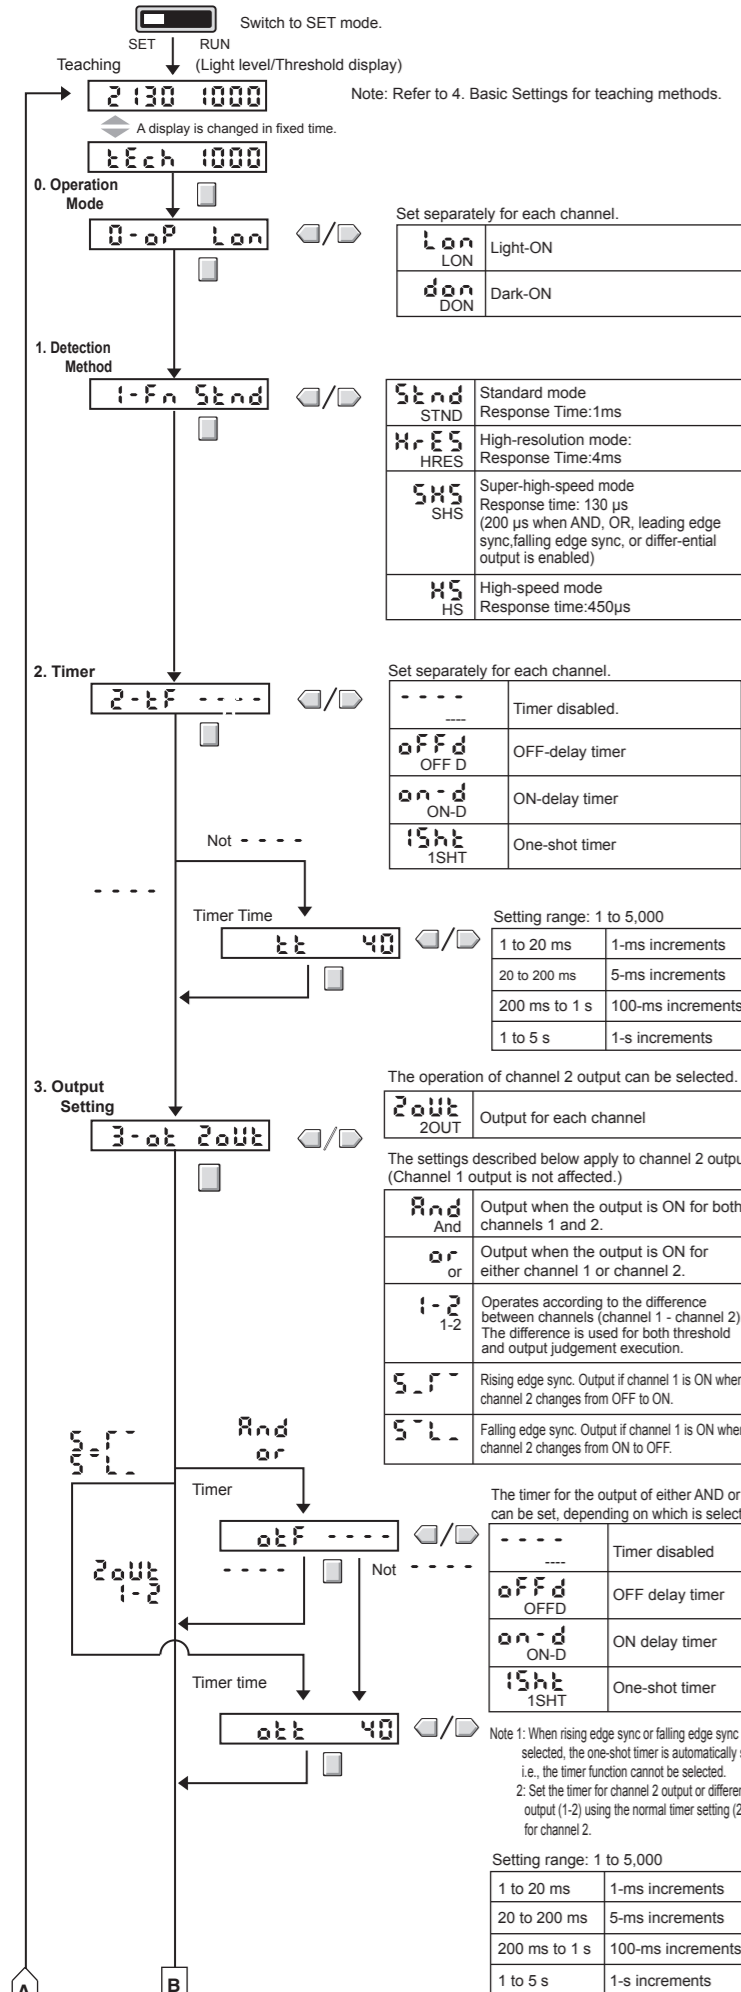 Switch to SET mode.
SET RUN
Teaching (Light level/Threshold display)
2130 1000
Note: Refer to 4. Basic Settings for teaching methods.
A display is changed in fixed time.
tEch 1000
0. Operation
Mode
0-oP Lon
Set separately for each channel.
Lon
LON
Light-ON
don
DON
Dark-ON
1. Detection
Method
1-Fn Stnd
Stnd
STND
Standard mode
Response Time:1ms
HrES
HRES
High-resolution mode:
Response Time:4ms
SHS
SHS
Super-high-speed mode
Response time: 130 µs
(200 µs when AND, OR, leading edge
sync,falling edge sync, or differ-ential
output is enabled)
HS
HS
High-speed mode
Response time:450µs
2. Timer
2-tF ----
Set separately for each channel.
- - - -
----
Timer disabled.
oFFd
OFF D
OFF-delay timer
on-d
ON-D
ON-delay timer
1Sht
1SHT
One-shot timer
Not - - - -
- - - -
Timer Time
tt 40
Setting range: 1 to 5,000
1 to 20 ms 1-ms increments
20 to 200 ms 5-ms increments
200 ms to 1 s 100-ms increments
1 to 5 s 1-s increments
3. Output
Setting
3-ot 2oUt
The operation of channel 2 output can be selected.
2oUt
2OUT
Output for each channel
The settings described below apply to channel 2
(Channel 1 output is not affected.)
And
And
Output when the output is ON for both
channels 1 and 2.
or
or
Output when the output is ON for
either channel 1 or channel 2.
1-2
1-2
Operates according to the difference
between channels (channel 1 - channel 2)
The difference is used for both threshold
and output judgement execution.
Rising edge sync. Output if channel 1 is ON
channel 2 changes from OFF to ON.
Falling edge sync. Output if channel 1 is ON
channel 2 changes from ON to OFF.
And
or
Timer
otF ----
- - - -
Not - - - -
2oUt
1-2
The timer for the output of either AND or
can be set, depending on which is
- - - -
----
Timer disabled
oFFd
OFFD
OFF delay timer
on-d
ON-D
ON delay timer
1Sht
1SHT
One-shot timer
Timer time
ott 40
Note 1: When rising edge sync or falling edge sync
selected, the one-shot timer is automatically
i.e., the timer function cannot be selected.
2: Set the timer for channel 2 output or
output (1-2) using the normal timer setting
for channel 2.
Setting range: 1 to 5,000
1 to 20 ms 1-ms increments
20 to 200 ms 5-ms increments
200 ms to 1 s 100-ms increments
1 to 5 s 1-s increments
A
B